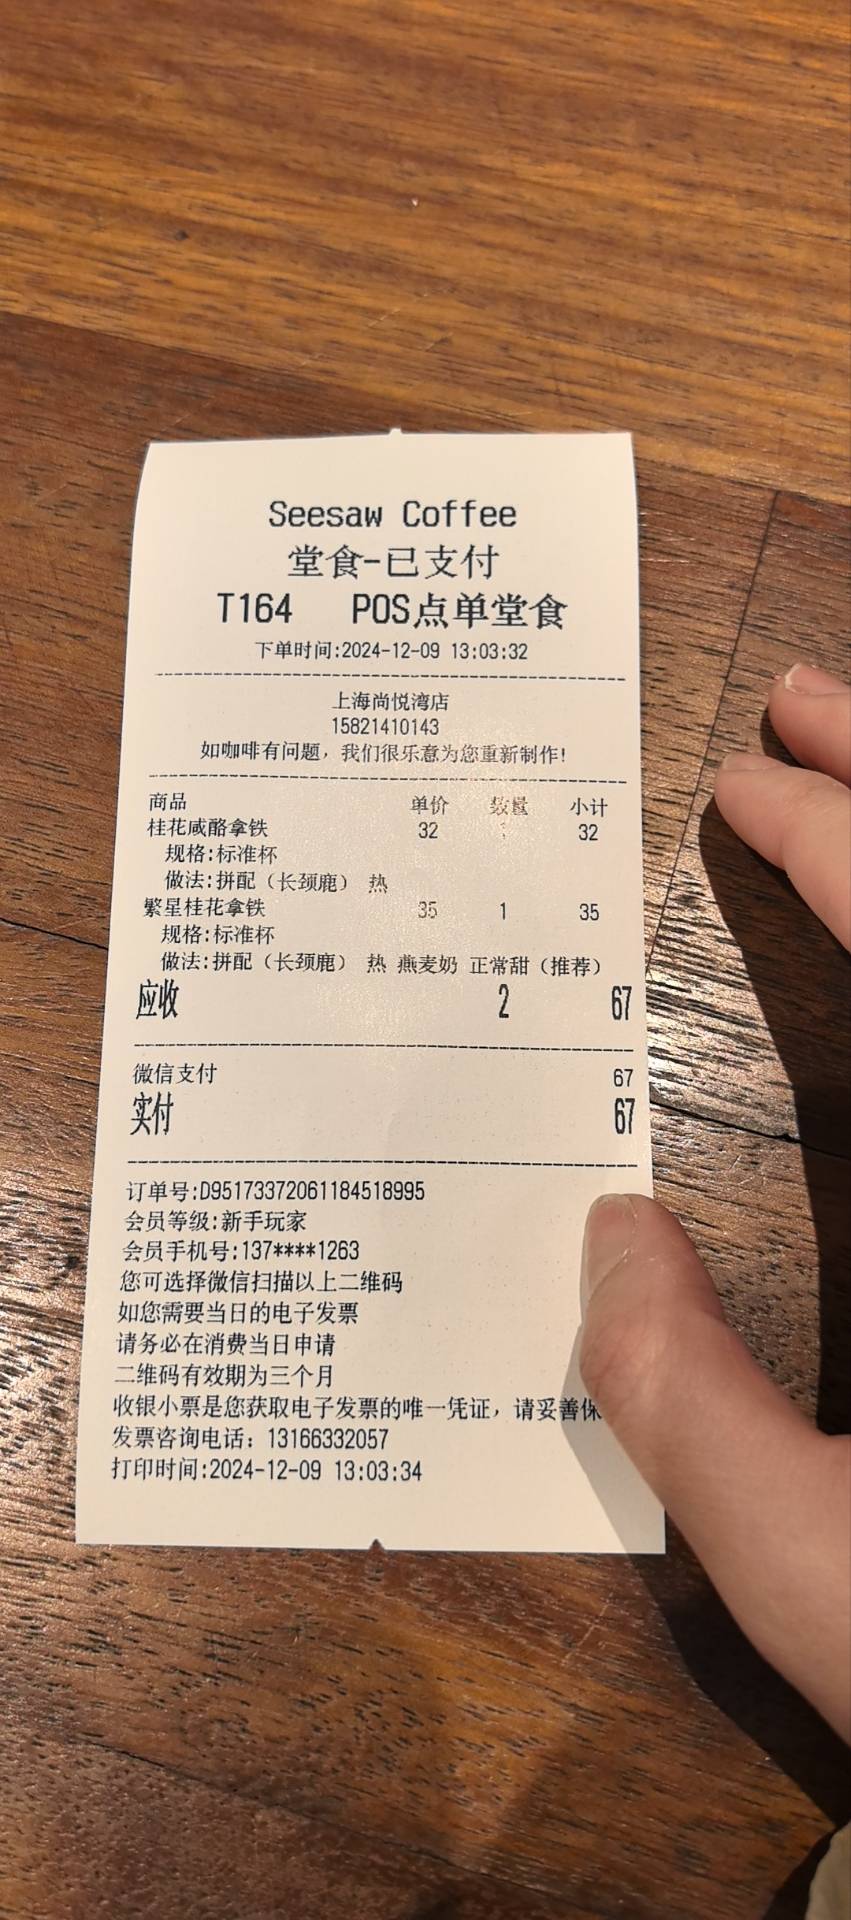 Seesaw Coffee
堂食-已支付
T164 POS点单堂食
下单时间:2024-12-09 13:03:32
上海尚悦湾店
15821410143
如咖啡有问题，我们很乐意为您重新制作!
商品 单价 数量 小计
桂花咸酪拿铁 32 32
规格:标准杯
做法:拼配（长颈鹿） 热
繁星桂花拿铁 35 1 35
规格:标准杯
做法:拼配（长颈鹿） 热 燕麦奶 正常甜（推荐）
应收 2 67
微信支付 67
实付 67
订单号:D95173372061184518995
会员等级:新手玩家
会员手机号:137****1263
您可选择微信扫描以上二维码
如您需要当日的电子发票
请务必在消费当日申请
二维码有效期为三个月
收银小票是您获取电子发票的唯一凭证，请妥善保
发票咨询电话：13166332057
打印时间:2024-12-09 13:03:34